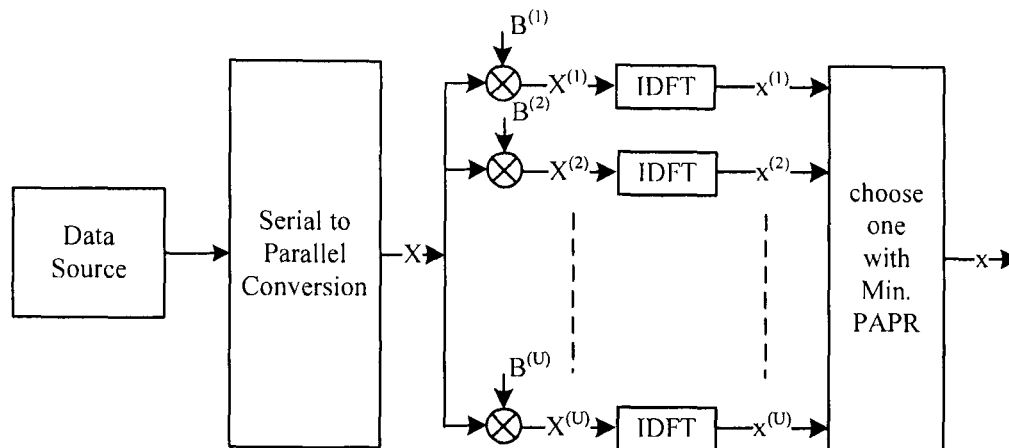 Data
Source
Serial to
Parallel
Conversion
X
B⁽¹⁾
X⁽¹⁾
IDFT
x⁽¹⁾
B⁽²⁾
X⁽²⁾
IDFT
x⁽²⁾
B⁽ᵁ⁾
X⁽ᵁ⁾
IDFT
x⁽ᵁ⁾
choose
one
with
Min.
PAPR
x